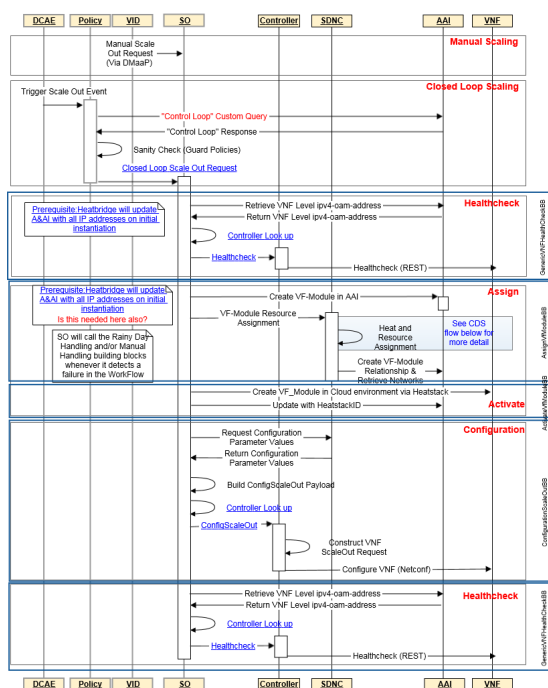 DCAE Policy VID SO Controller SDNC AAI VNF
Manual Scaling
Manual Scale
Out Request
(Via DMaaP)
Closed Loop Scaling
Trigger Scale Out Event
"Control Loop" Custom Query
"Control Loop" Response
Sanity Check (Guard Policies)
Closed Loop Scale Out Request
Healthcheck
GenericVNFHealthCheckBB
Prerequisite:Heatbridge will update
A&AI with all IP addresses on initial
instantiation
Retrieve VNF Level ipv4-oam-address
Return VNF Level ipv4-oam-address
Controller Look up
Healthcheck
Healthcheck (REST)
Assign
AssignVfModuleBB
Prerequisite:Heatbridge will update
A&AI with all IP addresses on initial
instantiation
Is this needed here also?
Create VF-Module in AAI
VF-Module Resource
Assignment
Heat and
Resource
Assignment
See CDS
flow below for
more detail
SO will call the Rainy Day
Handling and/or Manual
Handling building blocks
whenever it detects a
failure in the WorkFlow
Create VF-Module
Relationship &
Retrieve Networks
Create VF_Module in Cloud environment via Heatstack
Update with HeatstackID
Activate
ActivateVfModuleBB
Configuration
ConfigurationScaleOutBB
Request Configuration
Parameter Values
Return Configuration
Parameter Values
Build ConfigScaleOut Payload
Controller Look up
ConfigScaleOut
Construct VNF
ScaleOut Request
Configure VNF (Netconf)
Healthcheck
GenericVNFHealthCheckBB
Retrieve VNF Level ipv4-oam-address
Return VNF Level ipv4-oam-address
Controller Look up
Healthcheck
Healthcheck (REST)
DCAE Policy VID SO Controller SDNC AAI VNF